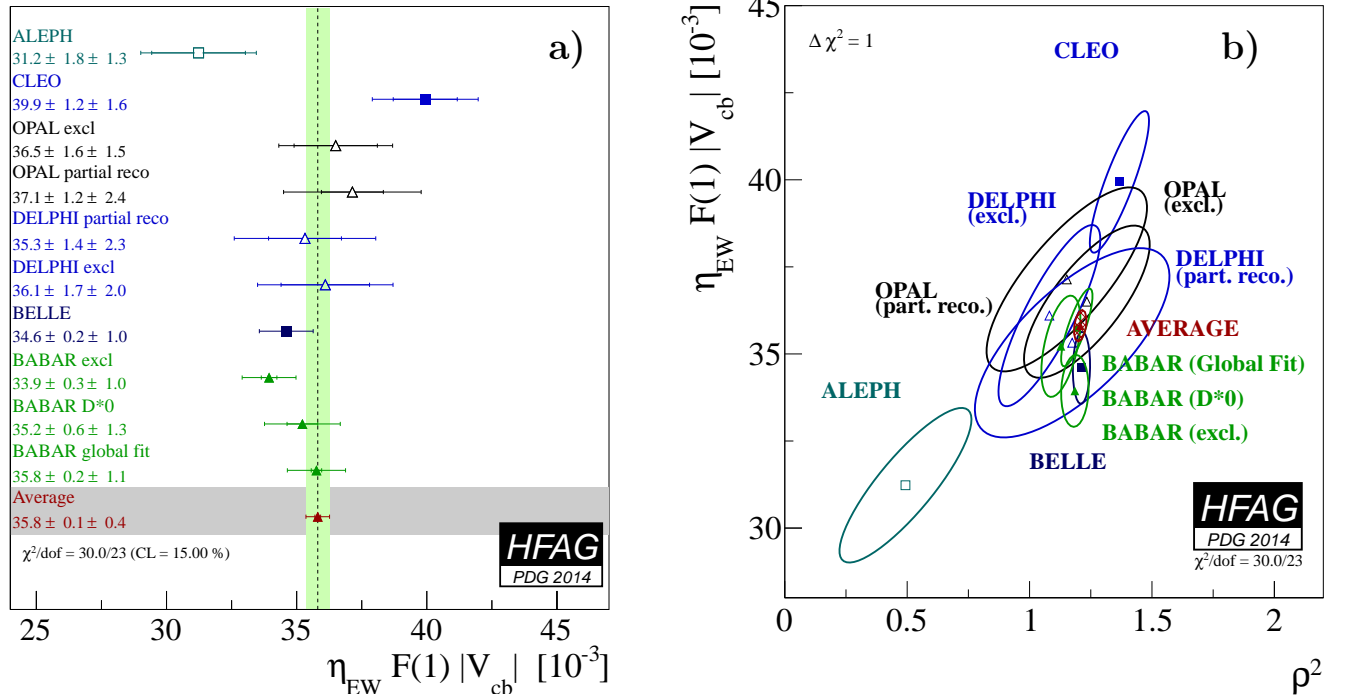 a)
ALEPH
31.2 ± 1.8 ± 1.3
CLEO
39.9 ± 1.2 ± 1.6
OPAL excl
36.5 ± 1.6 ± 1.5
OPAL partial reco
37.1 ± 1.2 ± 2.4
DELPHI partial reco
35.3 ± 1.4 ± 2.3
DELPHI excl
36.1 ± 1.7 ± 2.0
BELLE
34.6 ± 0.2 ± 1.0
BABAR excl
33.9 ± 0.3 ± 1.0
BABAR D*0
35.2 ± 0.6 ± 1.3
BABAR global fit
35.8 ± 0.2 ± 1.1
Average
35.8 ± 0.1 ± 0.4
χ²/dof = 30.0/23 (CL = 15.00 %)
HFAG
PDG 2014
25 30 35 40 45
η_EW F(1) |V_cb| [10⁻³]
b)
η_EW F(1) |V_cb| [10⁻³]
45
40
35
30
Δ χ² = 1
CLEO
DELPHI
(excl.)
OPAL
(excl.)
DELPHI
(part. reco.)
OPAL
(part. reco.)
AVERAGE
BABAR (Global Fit)
ALEPH
BABAR (D*0)
BABAR (excl.)
BELLE
HFAG
PDG 2014
χ²/dof = 30.0/23
0 0.5 1 1.5 2
ρ²